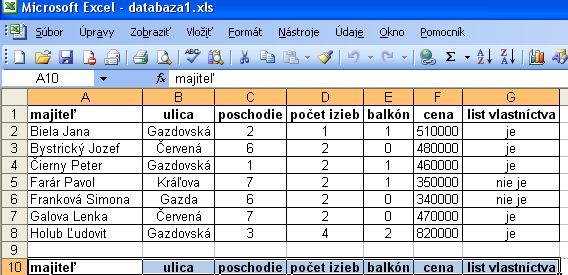 Microsoft Excel - databaza1.xls
Súbor Úpravy Zobraziť Vložiť Formát Nástroje Údaje Okno Pomocník
A10 fx majiteľ
A B C D E F G
1 majiteľ ulica poschodie počet izieb balkón cena list vlastníctva
2 Biela Jana Gazdovská 2 1 1 510000 je
3 Bystrický Jozef Červená 6 2 0 480000 je
4 Čierny Peter Gazdovská 1 2 1 460000 je
5 Farár Pavol Kráľova 7 2 1 350000 nie je
6 Franková Simona Gazda 6 2 0 340000 nie je
7 Galova Lenka Červená 7 2 0 470000 je
8 Holub Ľudovit Gazdovská 3 4 2 820000 je
9
10 majiteľ ulica poschodie počet izieb balkón cena list vlastníctva